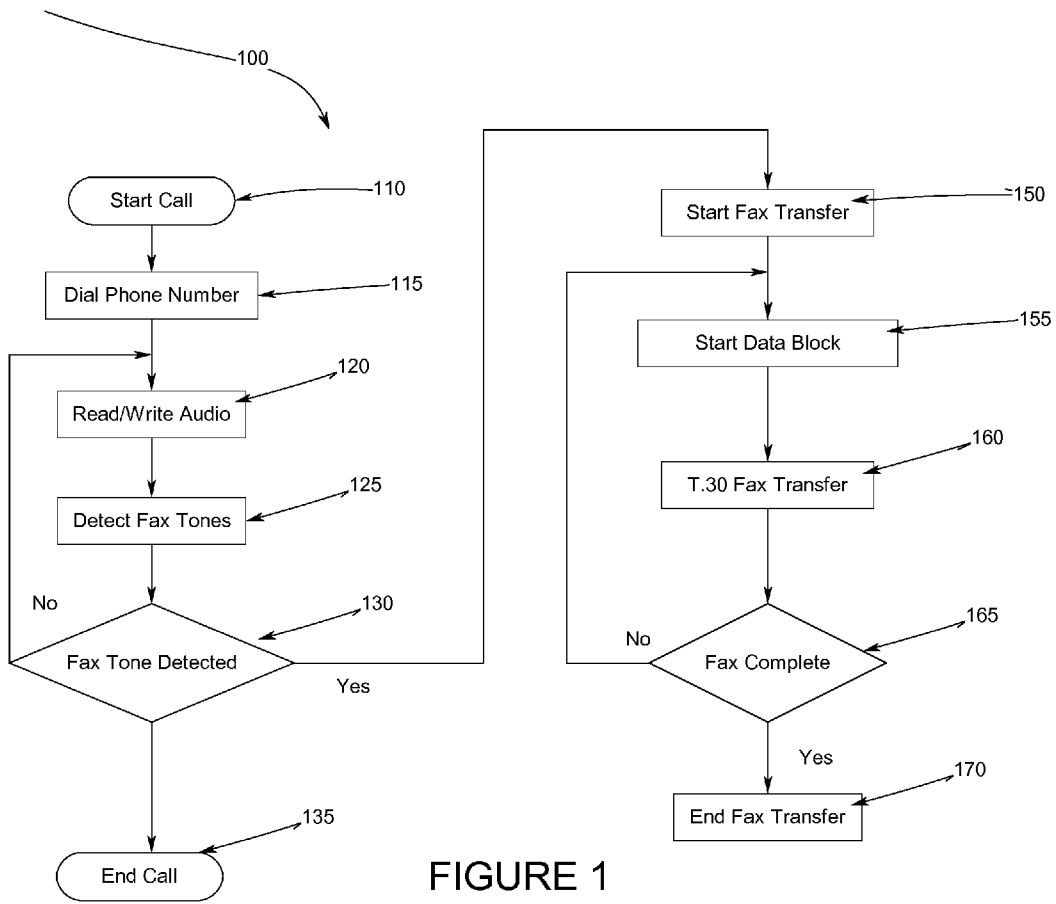 100
Start Call
110
Dial Phone Number
115
Read/Write Audio
120
Detect Fax Tones
125
No
Fax Tone Detected
130
Yes
End Call
135
Start Fax Transfer
150
Start Data Block
155
T.30 Fax Transfer
160
No
Fax Complete
165
Yes
End Fax Transfer
170
FIGURE 1